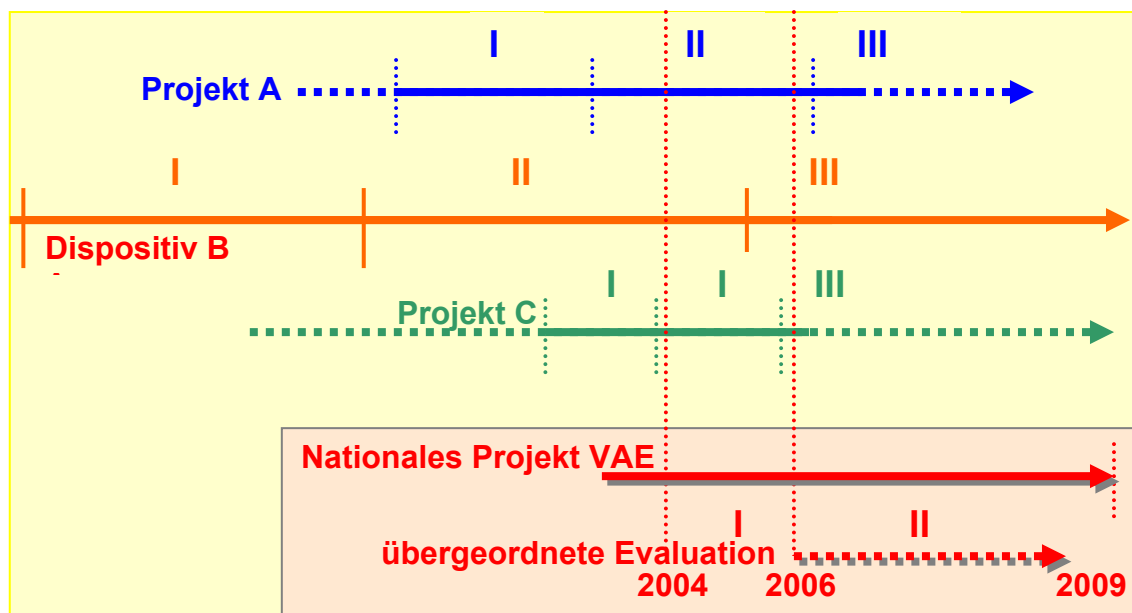 I II III
Projekt A
I II III
Dispositiv B
I I III
Projekt C
Nationales Projekt VAE
I II
übergeordnete Evaluation
2004 2006 2009